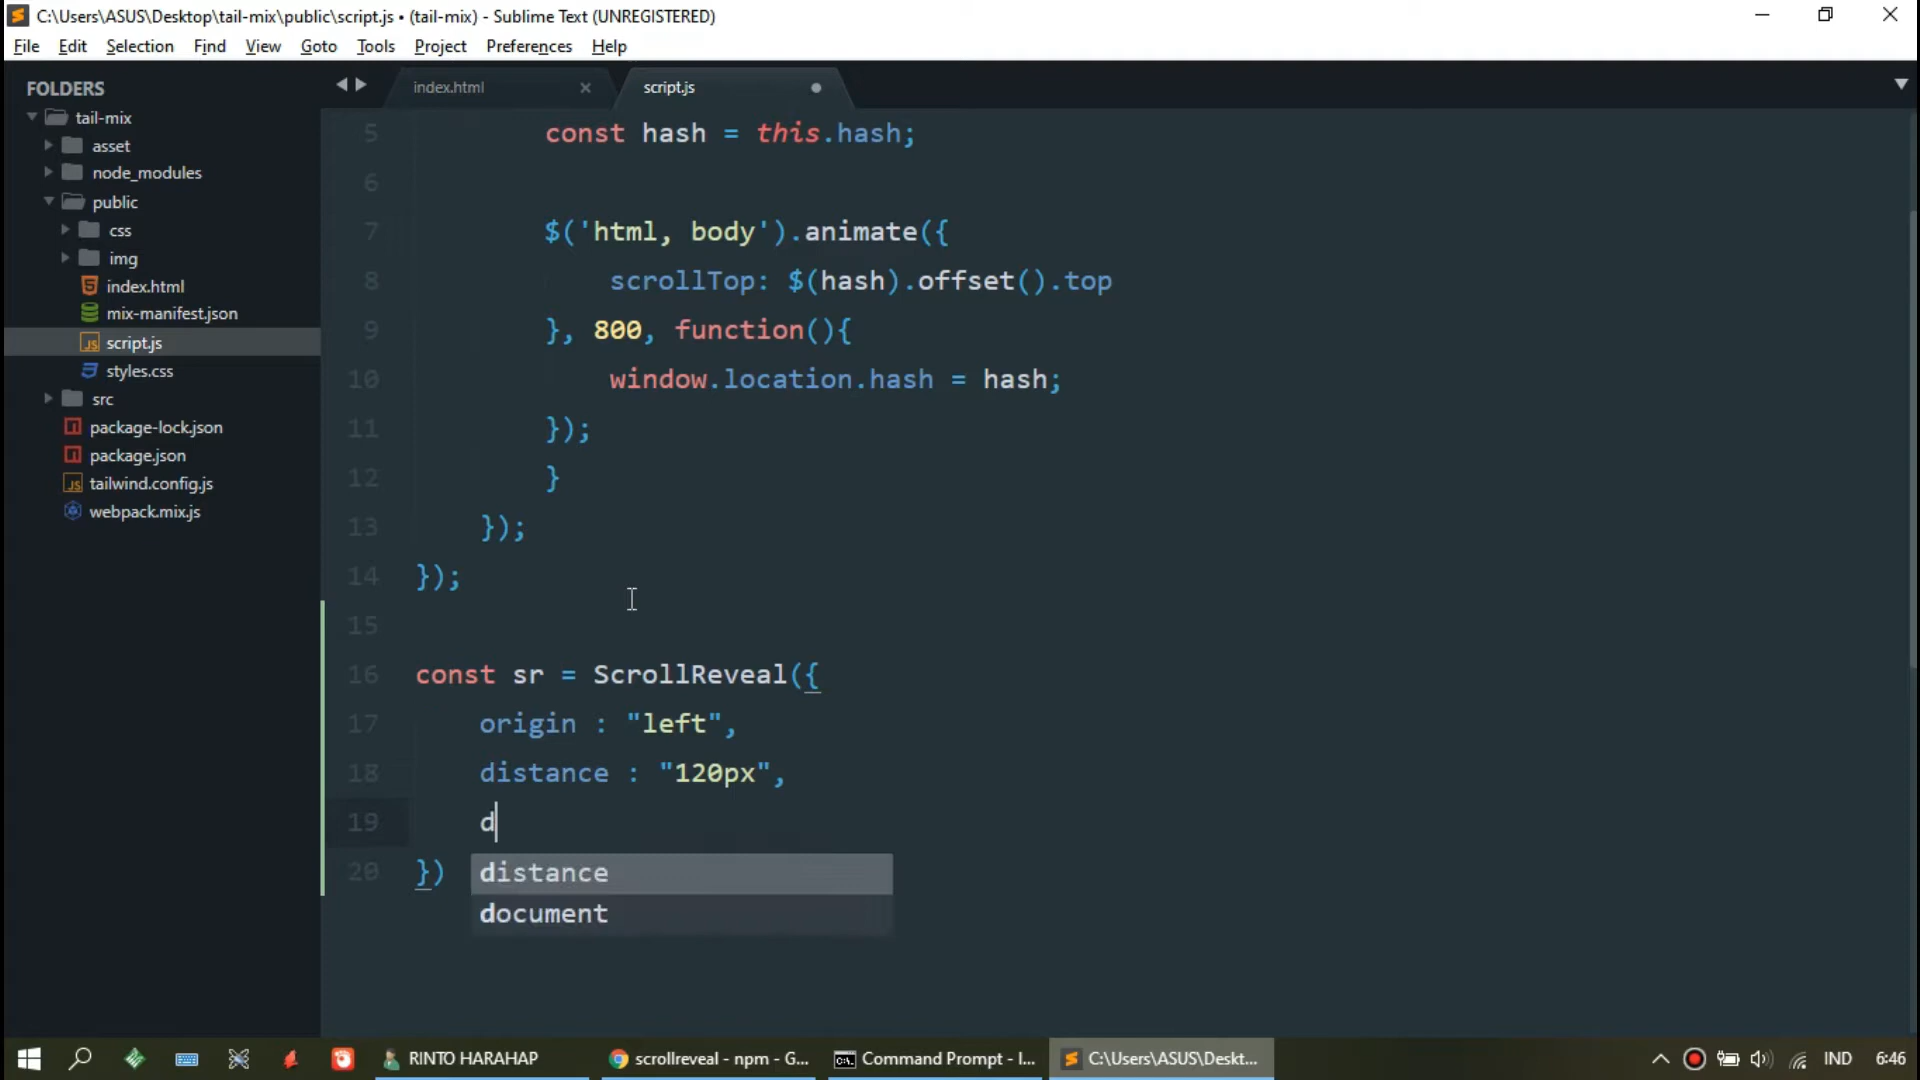 C:\Users\ASUS\Desktop\tail-mix\public\script.js • (tail-mix) - Sublime Text (UNREGISTERED)
File Edit Selection Find View Goto Tools Project Preferences Help
FOLDERS
tail-mix
asset
node_modules
public
css
img
index.html
mix-manifest.json
script.js
styles.css
src
package-lock.json
package.json
tailwind.config.js
webpack.mix.js
index.html script.js
5 const hash = this.hash;
6
7 $('html, body').animate({
8 scrollTop: $(hash).offset().top
9 }, 800, function(){
10 window.location.hash = hash;
11 });
12 }
13 });
14 });
15
16 const sr = ScrollReveal({
17 origin : "left",
18 distance : "120px",
19 d
20 })
distance
document
RINTO HARAHAP scrollreveal - npm - G... Command Prompt - I... C:\Users\ASUS\Deskt... IND 6:46